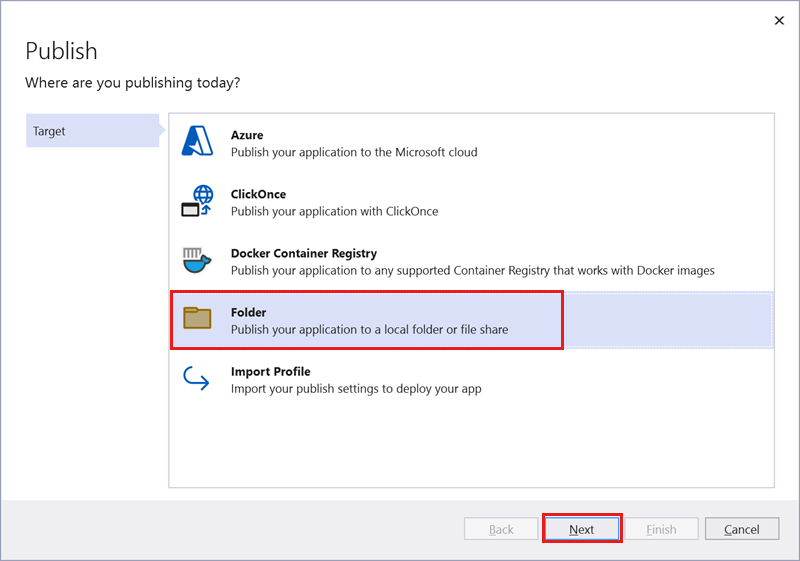 Publish
Where are you publishing today?
Target
Azure
Publish your application to the Microsoft cloud
ClickOnce
Publish your application with ClickOnce
Docker Container Registry
Publish your application to any supported Container Registry that works with Docker images
Folder
Publish your application to a local folder or file share
Import Profile
Import your publish settings to deploy your app
Back
Next
Finish
Cancel